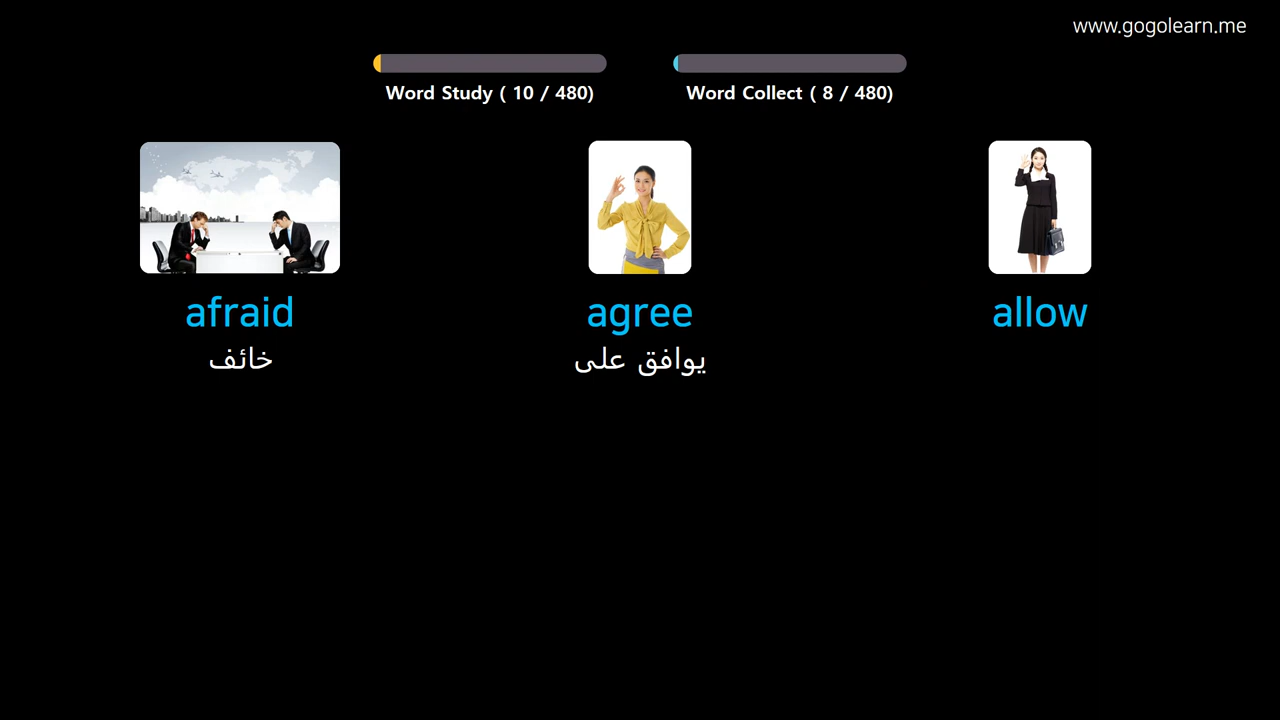 www.gogolearn.me
Word Study ( 10 / 480)
Word Collect ( 8 / 480)
afraid
agree
allow
خائف
يوافق على